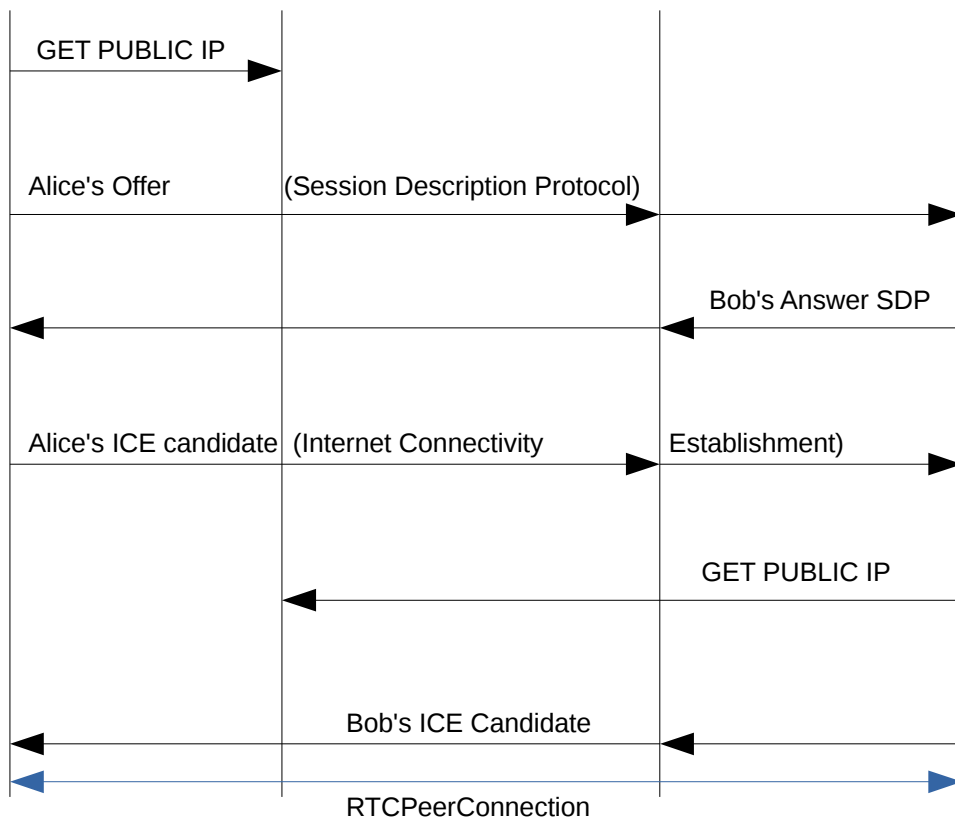 GET PUBLIC IP
Alice's Offer (Session Description Protocol)
Bob's Answer SDP
Alice's ICE candidate (Internet Connectivity Establishment)
GET PUBLIC IP
Bob's ICE Candidate
RTCPeerConnection